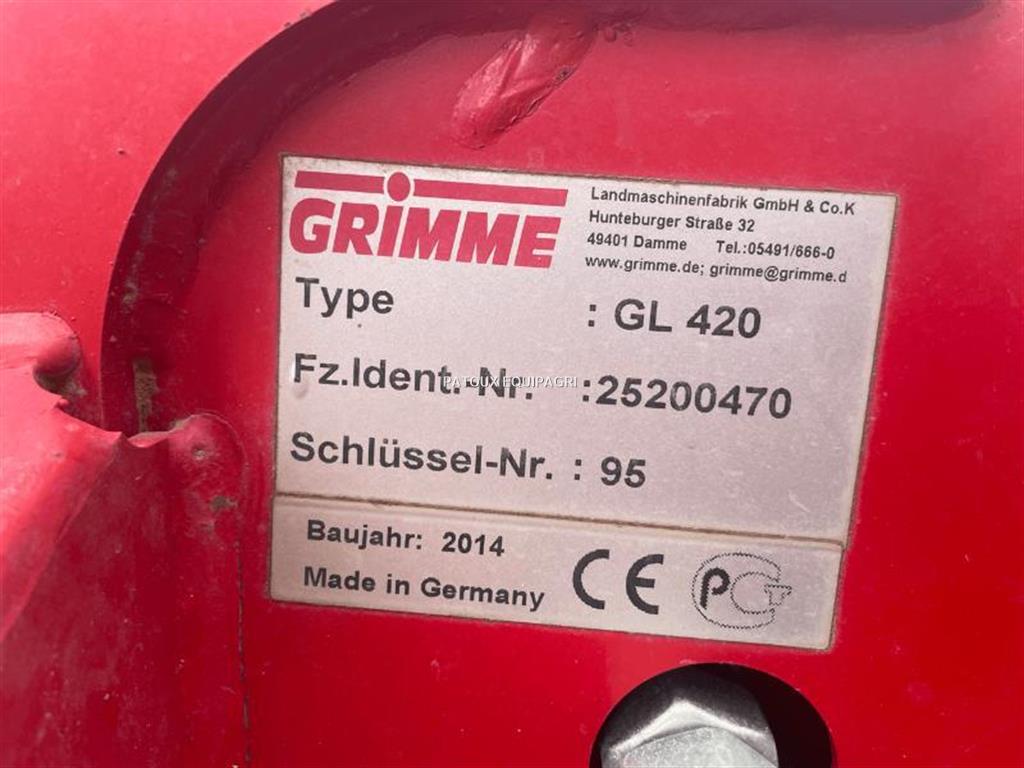 GRIMME
Landmaschinenfabrik GmbH & Co.K
Hunteburger Straße 32
49401 Damme Tel.:05491/666-0
www.grimme.de; grimme@grimme.d
Type : GL 420
Fz.Ident.-Nr. :25200470
PATOUX EQUIPAGRI
Schlüssel-Nr. : 95
Baujahr: 2014
Made in Germany CE PCT